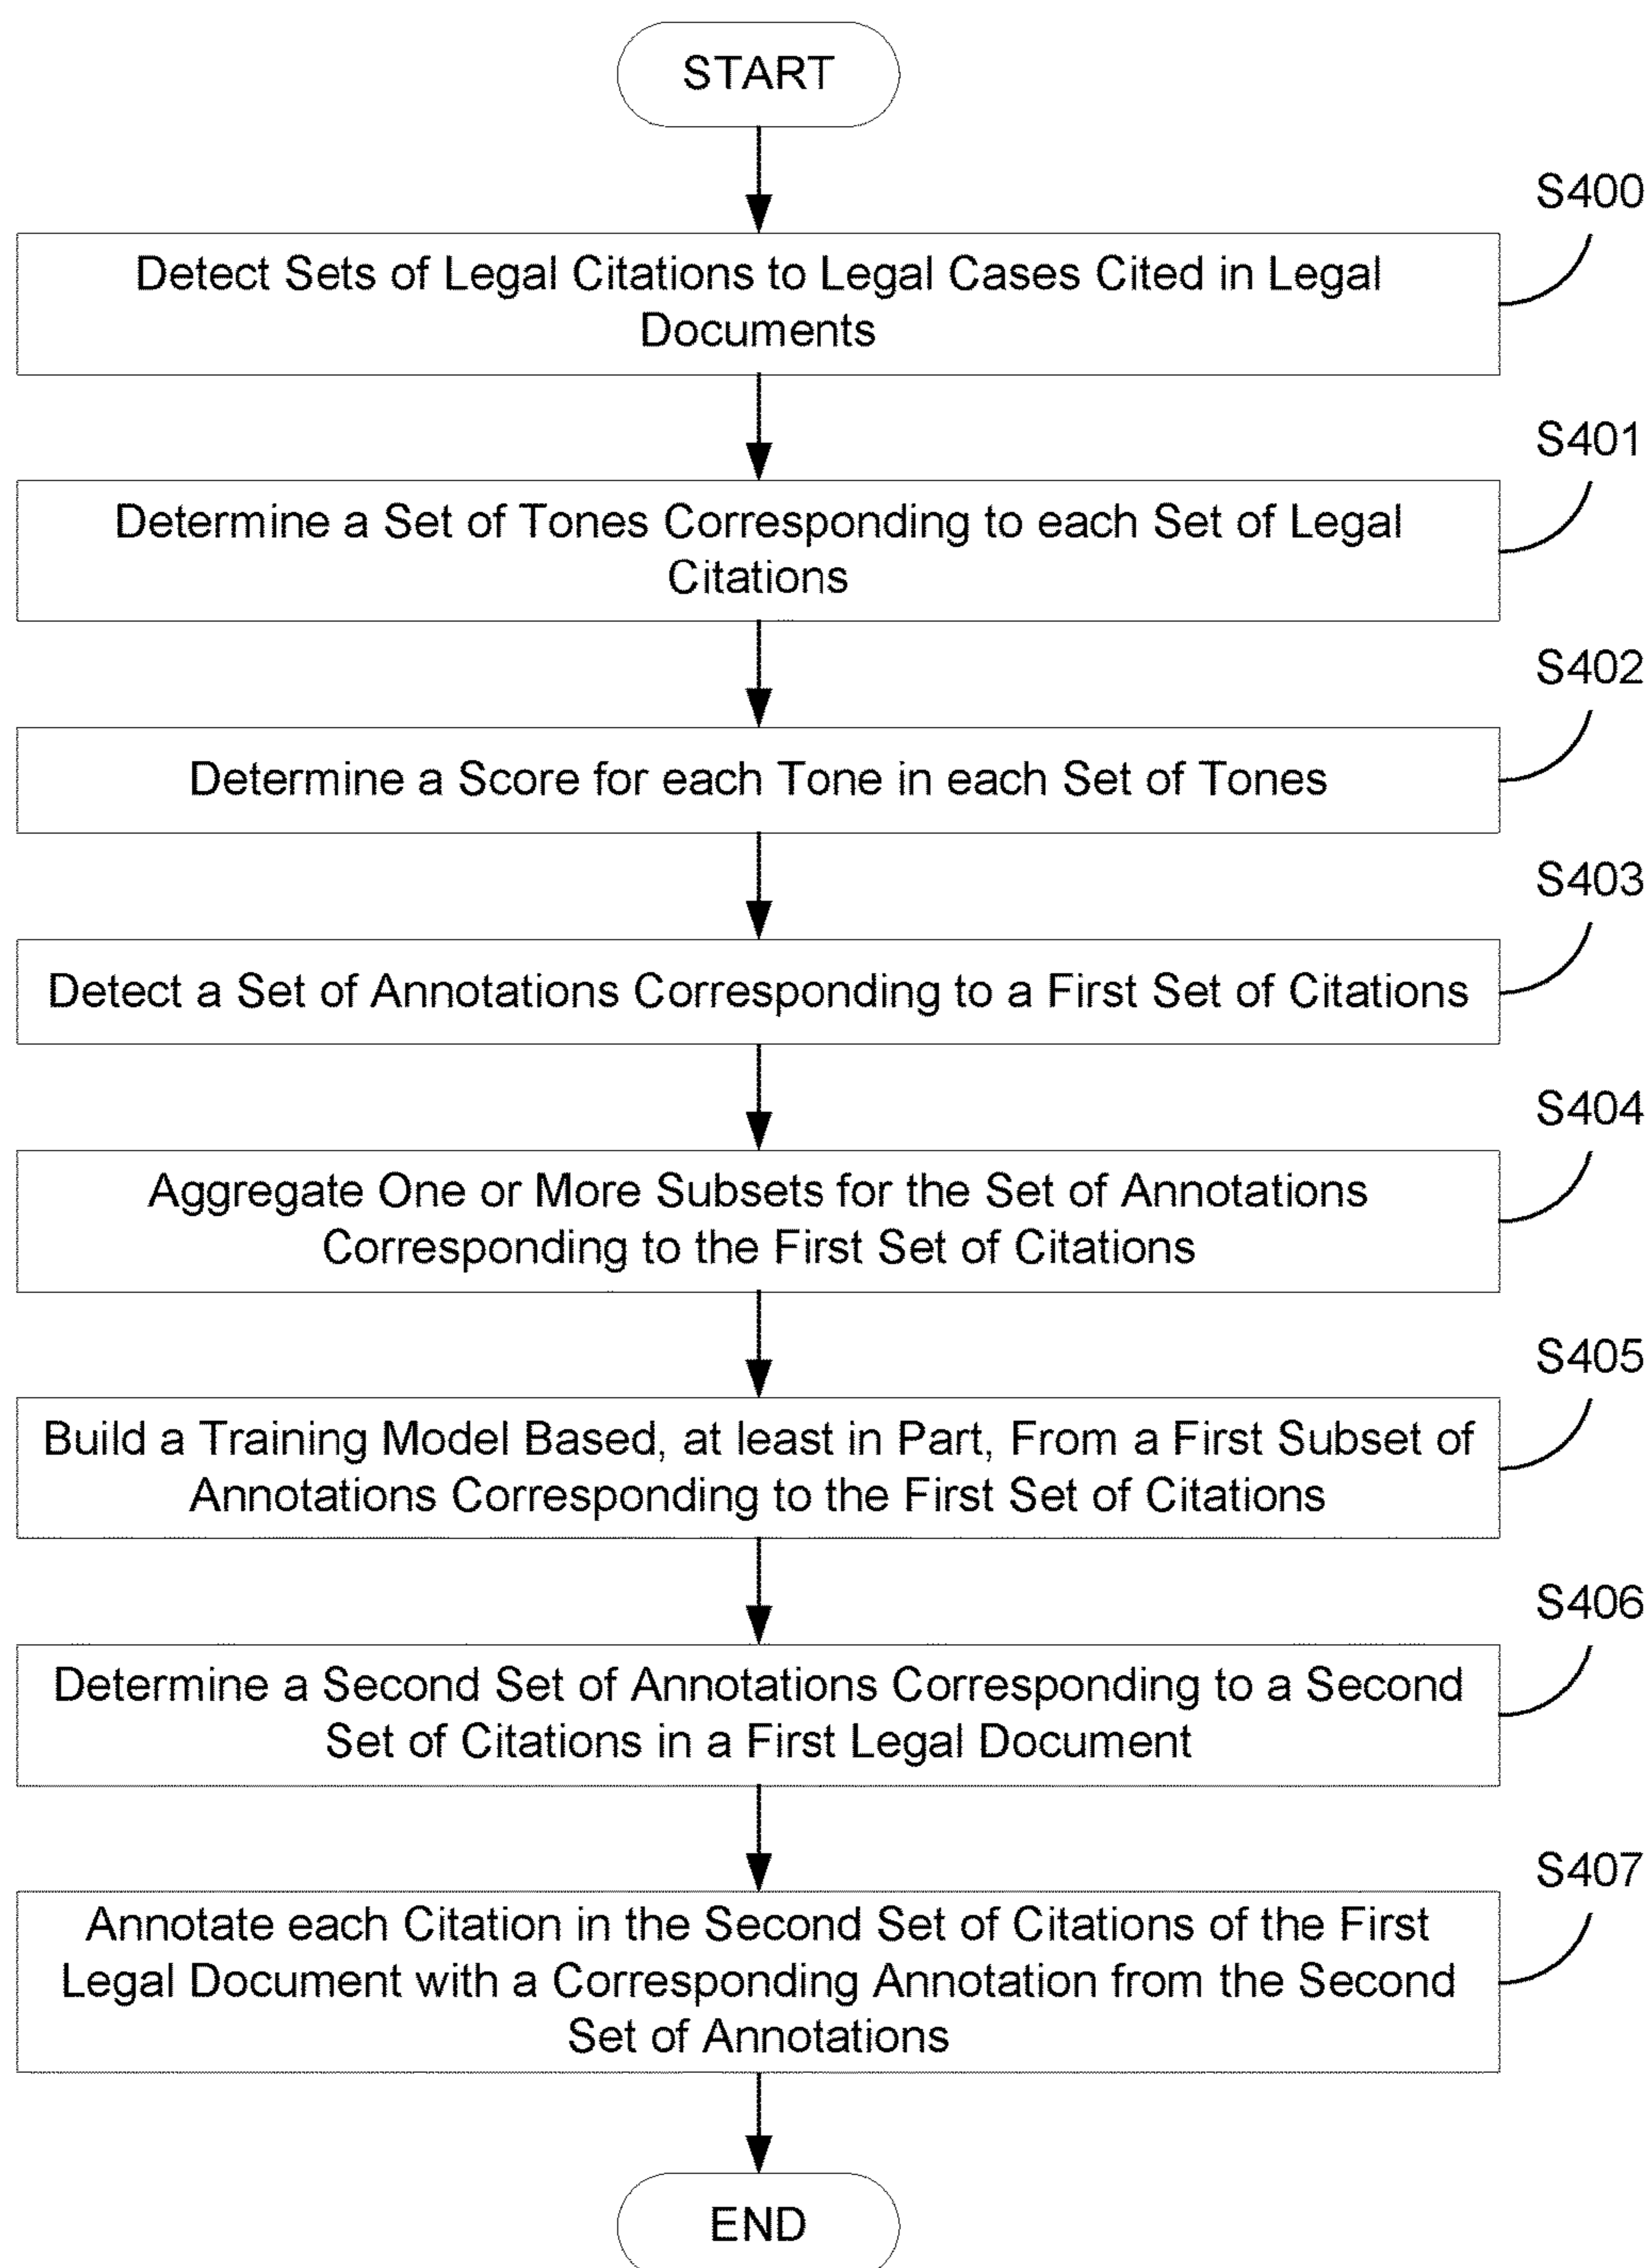 START
S400
Detect Sets of Legal Citations to Legal Cases Cited in Legal
Documents
S401
Determine a Set of Tones Corresponding to each Set of Legal
Citations
S402
Determine a Score for each Tone in each Set of Tones
S403
Detect a Set of Annotations Corresponding to a First Set of Citations
S404
Aggregate One or More Subsets for the Set of Annotations
Corresponding to the First Set of Citations
S405
Build a Training Model Based, at least in Part, From a First Subset of
Annotations Corresponding to the First Set of Citations
S406
Determine a Second Set of Annotations Corresponding to a Second
Set of Citations in a First Legal Document
S407
Annotate each Citation in the Second Set of Citations of the First
Legal Document with a Corresponding Annotation from the Second
Set of Annotations
END